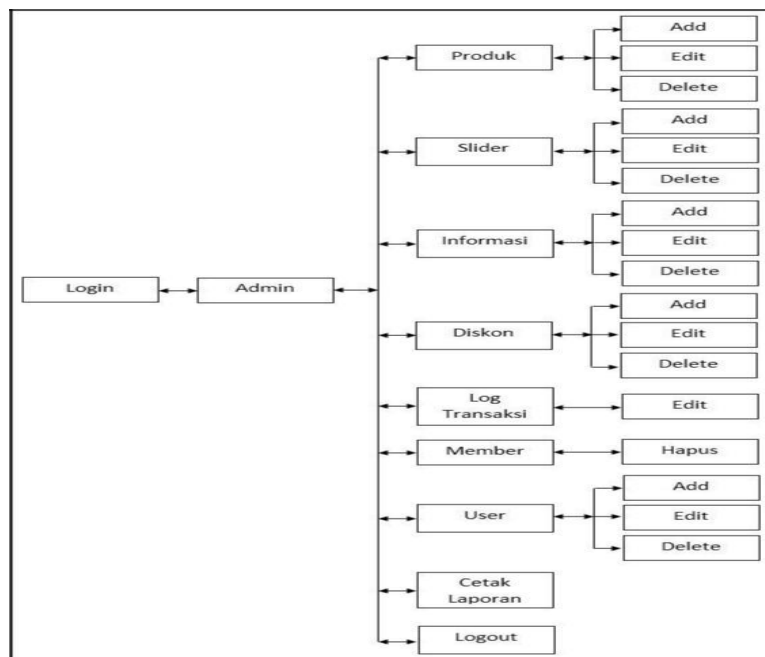 Login
Admin
Produk
Add
Edit
Delete
Slider
Add
Edit
Delete
Informasi
Add
Edit
Delete
Diskon
Add
Edit
Delete
Log
Transaksi
Edit
Member
Hapus
User
Add
Edit
Delete
Cetak
Laporan
Logout